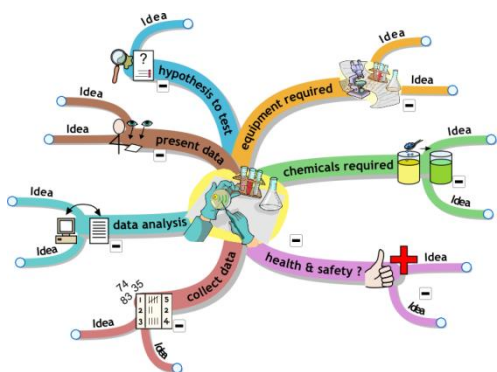 Idea
hypothesis to test
?
Idea
Idea
equipment required
Idea
Idea
present data
chemicals required
Idea
Idea
Idea
data analysis
Idea
health & safety ?
Idea
Idea
collect data
74
83 35
1 5
2 2
3 4
Idea
Idea